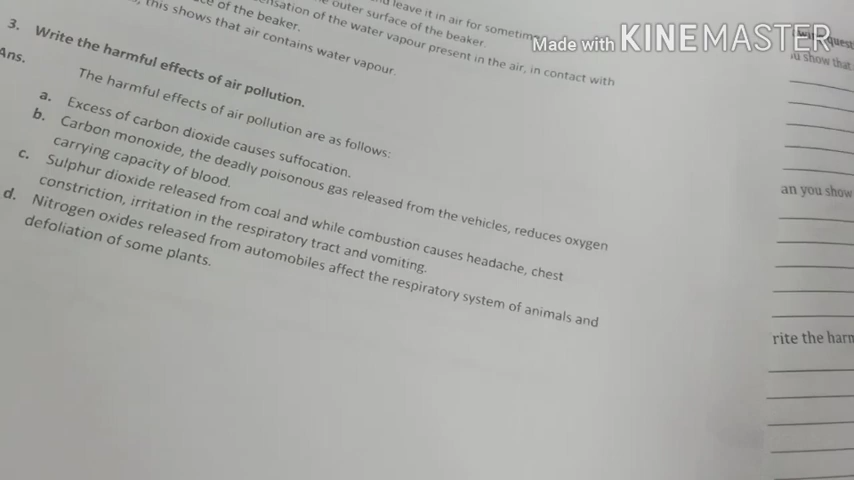 leave it in air for sometime
outer surface of the beaker.
of the water vapour present in the air, in contact with
of the beaker.
this shows that air contains water vapour.
3. Write the harmful effects of air pollution.
Ans.
The harmful effects of air pollution are as follows:
a. Excess of carbon dioxide causes suffocation.
b. Carbon monoxide, the deadly poisonous gas released from the vehicles, reduces oxygen
carrying capacity of blood.
c. Sulphur dioxide released from coal and while combustion causes headache, chest
constriction, irritation in the respiratory tract and vomiting.
d. Nitrogen oxides released from automobiles affect the respiratory system of animals and
defoliation of some plants.
Made with KINEMASTER
show that
an you show
rite the harm